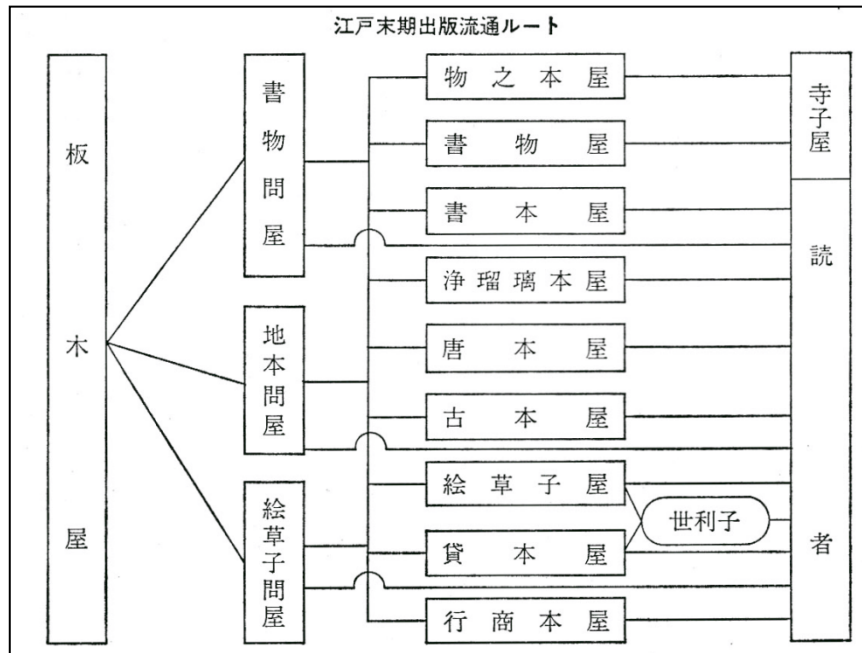 江戸末期出版流通ルート
板木屋
書物問屋
地本問屋
絵草子問屋
物之本屋
書物屋
書本屋
浄瑠璃本屋
唐本屋
古本屋
絵草子屋
貸本屋
行商本屋
世利子
寺子屋
読者